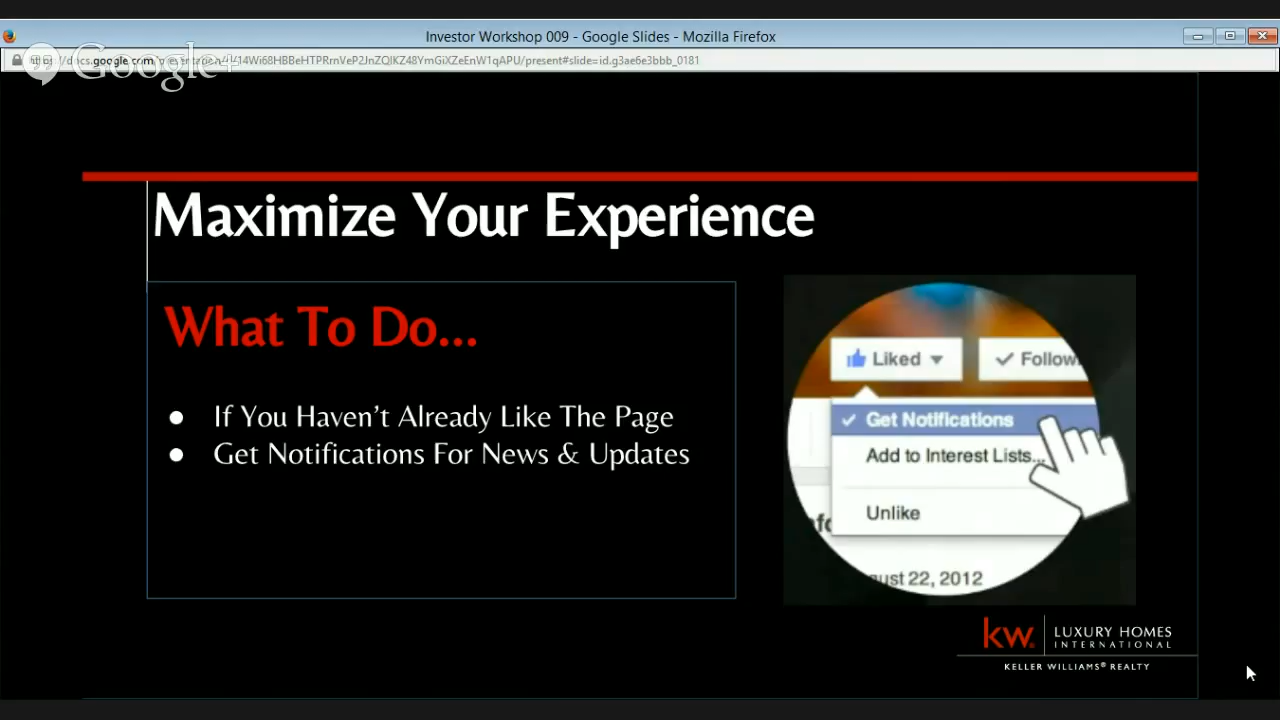 Investor Workshop 009 - Google Slides - Mozilla Firefox
Google+
Maximize Your Experience
What To Do...
● If You Haven't Already Like The Page
● Get Notifications For News & Updates
Liked
Follow
Get Notifications
Add to Interest Lists...
Unlike
ust 22, 2012
kw. LUXURY HOMES
INTERNATIONAL
KELLER WILLIAMS® REALTY